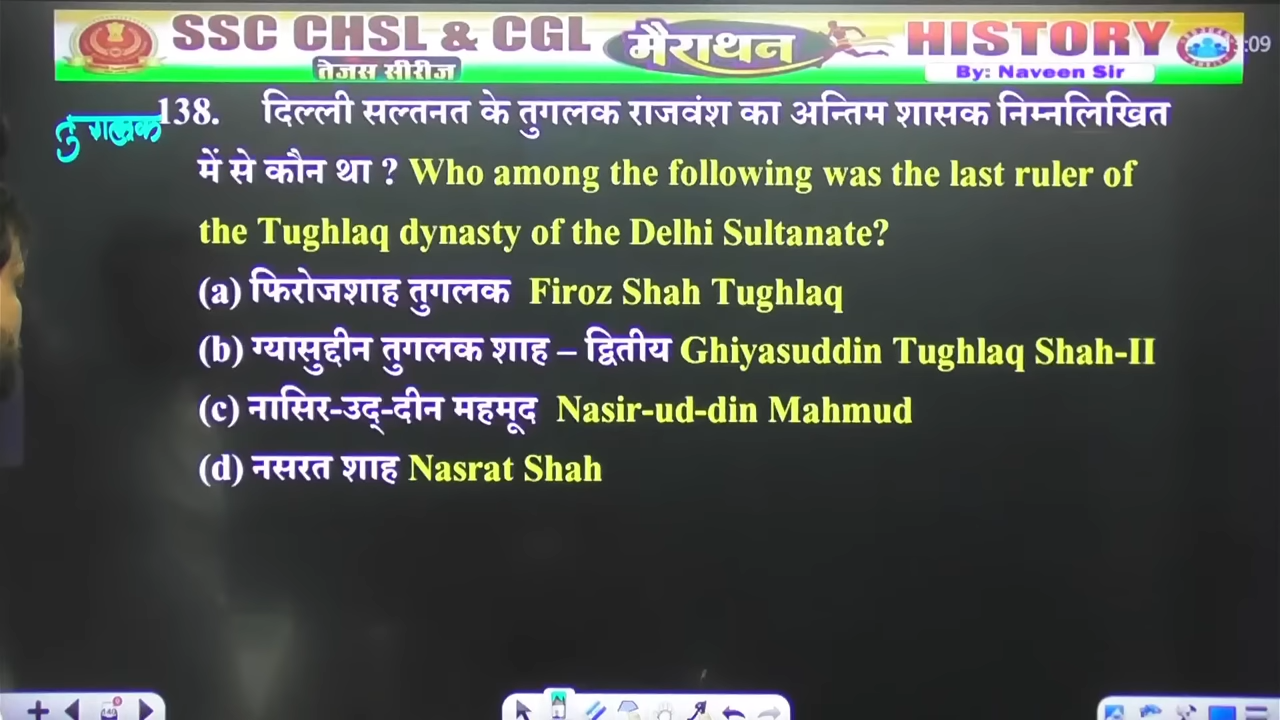 SSC CHSL & CGL
तेजस सीरीज
मैराथन
HISTORY
By: Naveen Sir
:09
तुगलक
138. दिल्ली सल्तनत के तुगलक राजवंश का अन्तिम शासक निम्नलिखित
में से कौन था ? Who among the following was the last ruler of
the Tughlaq dynasty of the Delhi Sultanate?
(a) फिरोजशाह तुगलक Firoz Shah Tughlaq
(b) ग्यासुद्दीन तुगलक शाह – द्वितीय Ghiyasuddin Tughlaq Shah-II
(c) नासिर-उद्-दीन महमूद Nasir-ud-din Mahmud
(d) नसरत शाह Nasrat Shah